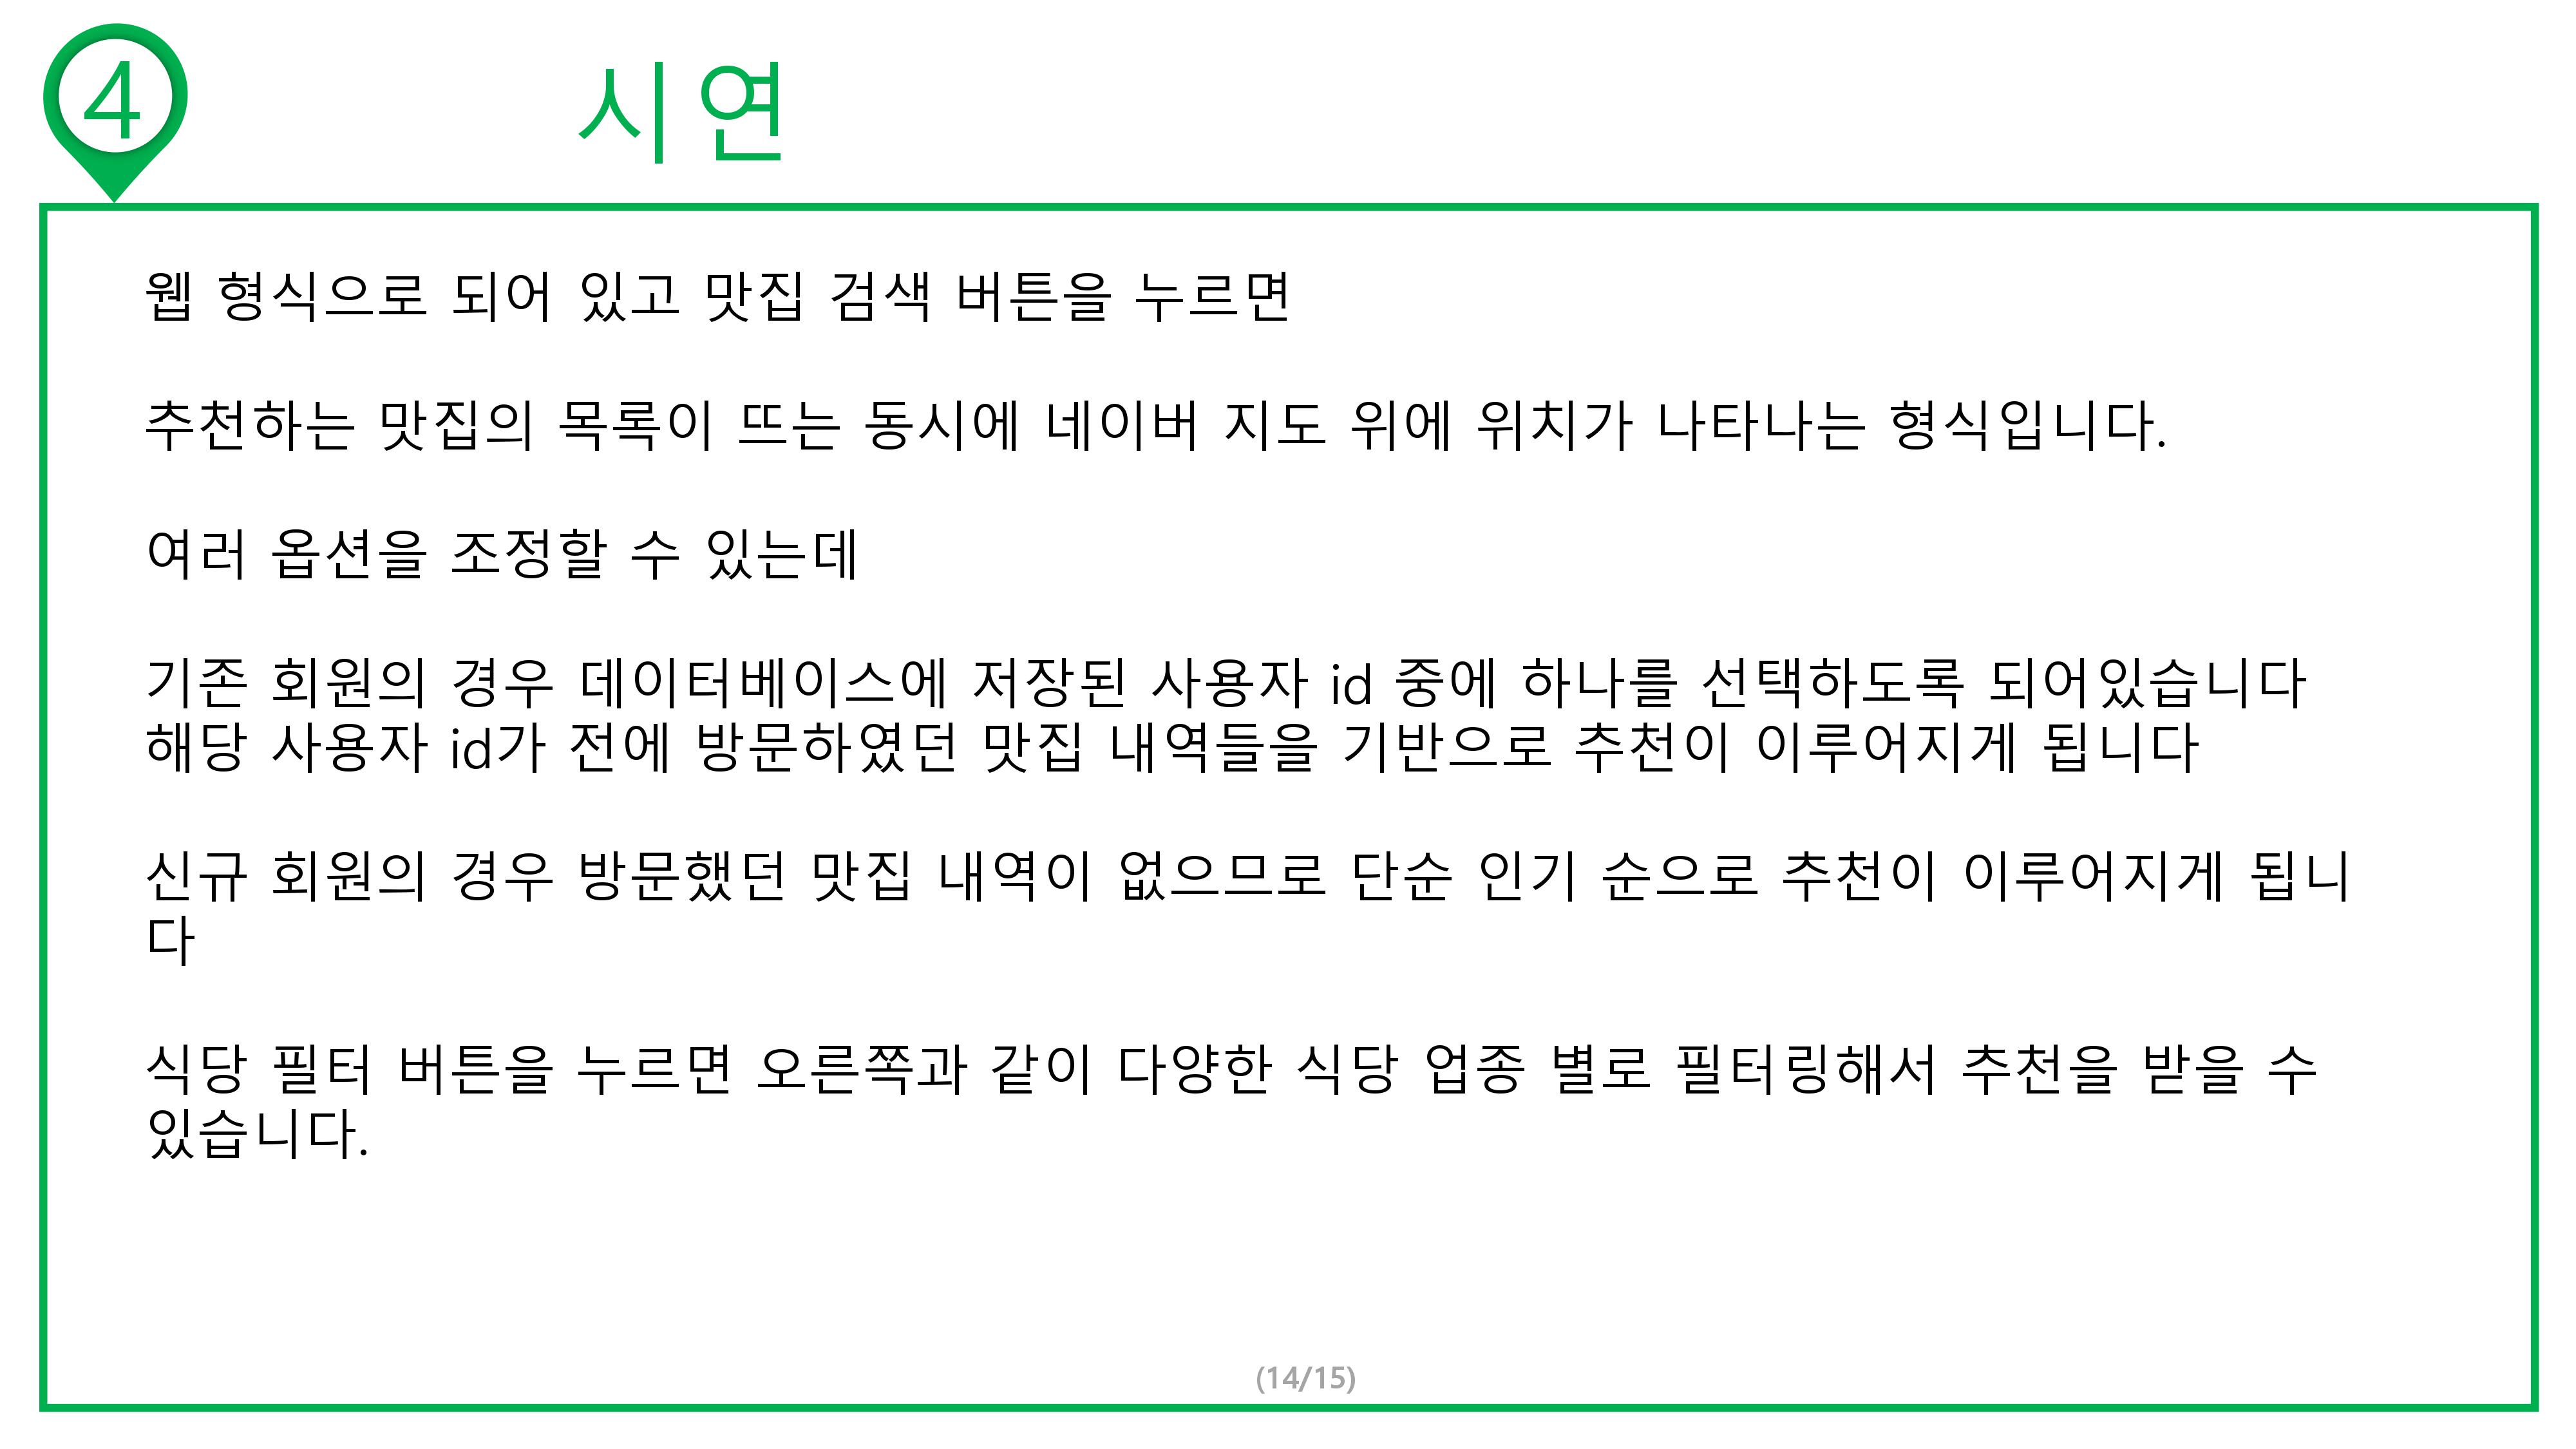 4
시연
웹 형식으로 되어 있고 맛집 검색 버튼을 누르면
추천하는 맛집의 목록이 뜨는 동시에 네이버 지도 위에 위치가 나타나는 형식입니다.
여러 옵션을 조정할 수 있는데
기존 회원의 경우 데이터베이스에 저장된 사용자 id 중에 하나를 선택하도록 되어있습니다
해당 사용자 id가 전에 방문하였던 맛집 내역들을 기반으로 추천이 이루어지게 됩니다
신규 회원의 경우 방문했던 맛집 내역이 없으므로 단순 인기 순으로 추천이 이루어지게 됩니
다
식당 필터 버튼을 누르면 오른쪽과 같이 다양한 식당 업종 별로 필터링해서 추천을 받을 수
있습니다.
(14/15)